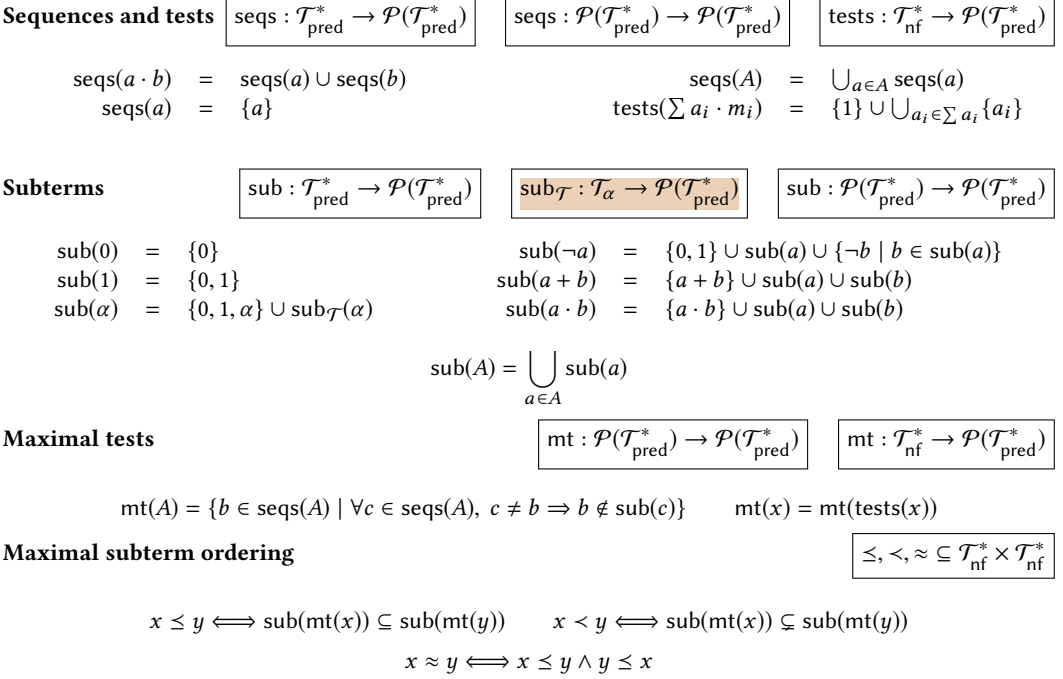 Sequences and tests seqs : 𝒯*pred → 𝒫(𝒯*pred) seqs : 𝒫(𝒯*pred) → 𝒫(𝒯*pred) tests : 𝒯*nf → 𝒫(𝒯*pred)
seqs(a · b) = seqs(a) ∪ seqs(b) seqs(A) = ⋃a∈A seqs(a)
seqs(a) = {a} tests(∑ ai · mi) = {1} ∪ ⋃ai∈∑ ai {ai}
Subterms sub : 𝒯*pred → 𝒫(𝒯*pred) sub𝒯 : 𝒯α → 𝒫(𝒯*pred) sub : 𝒫(𝒯*pred) → 𝒫(𝒯*pred)
sub(0) = {0} sub(¬a) = {0, 1} ∪ sub(a) ∪ {¬b | b ∈ sub(a)}
sub(1) = {0, 1} sub(a + b) = {a + b} ∪ sub(a) ∪ sub(b)
sub(α) = {0, 1, α} ∪ sub𝒯(α) sub(a · b) = {a · b} ∪ sub(a) ∪ sub(b)
sub(A) = ⋃a∈A sub(a)
Maximal tests mt : 𝒫(𝒯*pred) → 𝒫(𝒯*pred) mt : 𝒯*nf → 𝒫(𝒯*pred)
mt(A) = {b ∈ seqs(A) | ∀c ∈ seqs(A), c ≠ b ⇒ b ∉ sub(c)} mt(x) = mt(tests(x))
Maximal subterm ordering ⪯, ≺, ≈ ⊆ 𝒯*nf × 𝒯*nf
x ⪯ y ⟺ sub(mt(x)) ⊆ sub(mt(y)) x ≺ y ⟺ sub(mt(x)) ⊊ sub(mt(y))
x ≈ y ⟺ x ⪯ y ∧ y ⪯ x